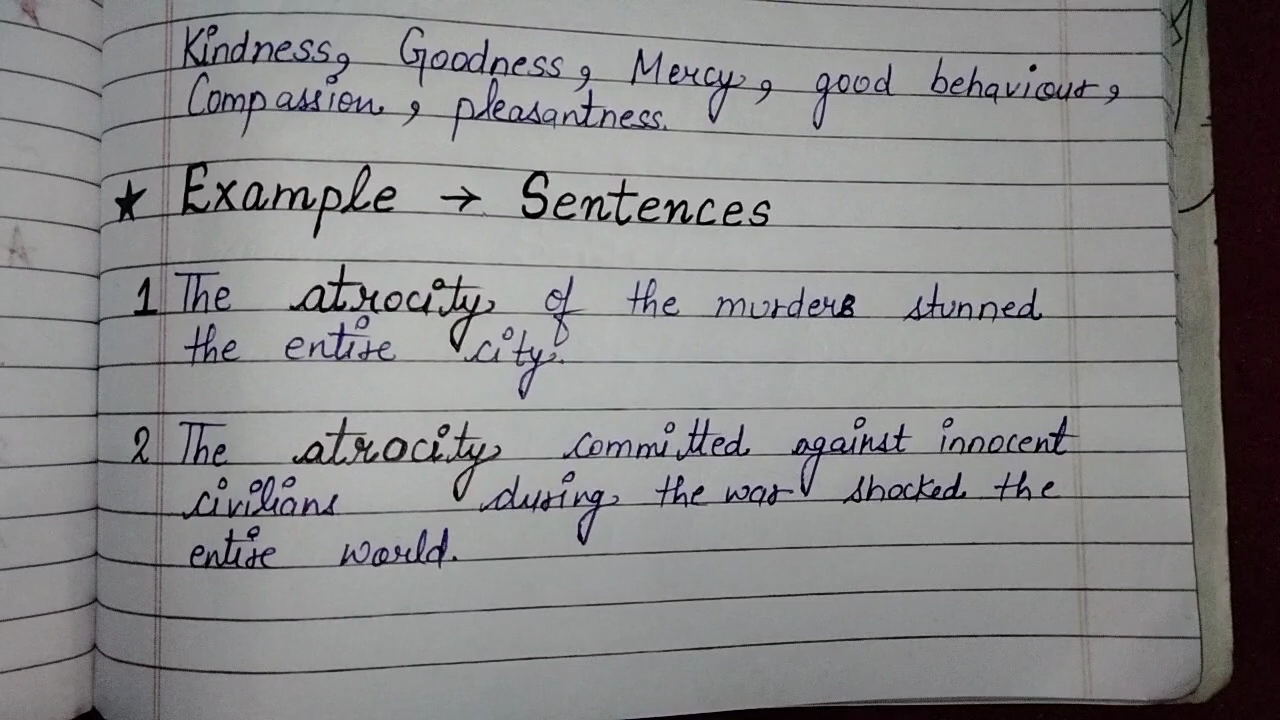 Kindness, Goodness, Mercy, good behaviour,
Compassion, pleasantness.
★ Example → Sentences
1 The atrocity of the murders stunned
the entire city.
2 The atrocity committed against innocent
civilians during the war shocked the
entire world.